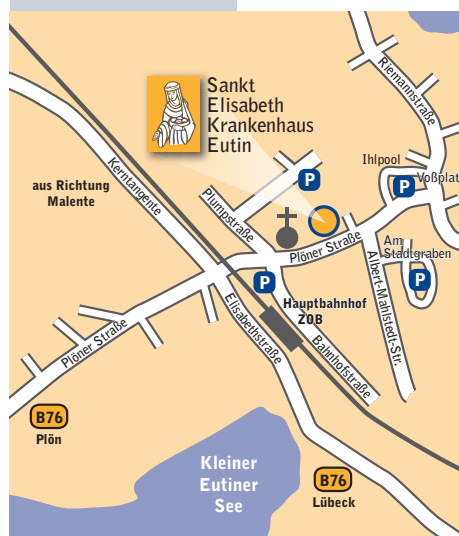 Sankt
Elisabeth
Krankenhaus
Eutin
Riemannstraße
Ihlpool
P
Voßplat
P
Kerntangente
aus Richtung
Malente
Plumpstraße
Plöner Straße
Am
Stadtgraben
P
P
Albert-Mahlstedt-Str.
Hauptbahnhof
ZOB
Elisabethstraße
Bahnhofstraße
Plöner Straße
B76
Plön
Kleiner
Eutiner
See
B76
Lübeck